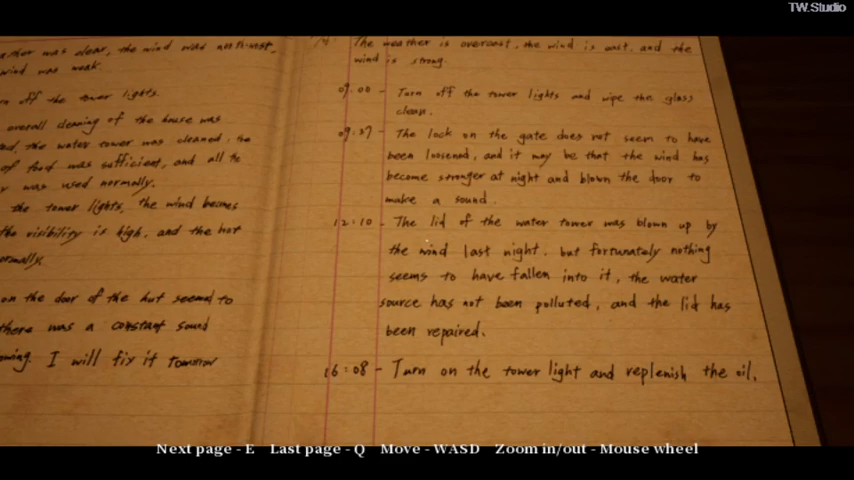 TW.Studio
was clear, the wind was north-west,
wind was weak.
off the tower lights.
overall cleaning of the house was
the water tower was cleaned, the
of food was sufficient, and all the
was used normally.
the tower lights, the wind becomes
the visibility is high, and the hut
on the door of the hut seemed to
there was a constant sound
I will fix it tomorrow
The weather is overcast, the wind is east, and the
wind is strong.
09:00 - Turn off the tower lights and wipe the glass
clean.
09:27 - The lock on the gate does not seem to have
been loosened, and it may be that the wind has
become stronger at night and blown the door to
make a sound.
12:10 - The lid of the water tower was blown up by
the wind last night. but fortunately nothing
seems to have fallen into it, the water
source has not been polluted, and the lid has
been repaired.
16:08 - Turn on the tower light and replenish the oil.
Next page - E Last page - Q Move - WASD Zoom in/out - Mouse wheel